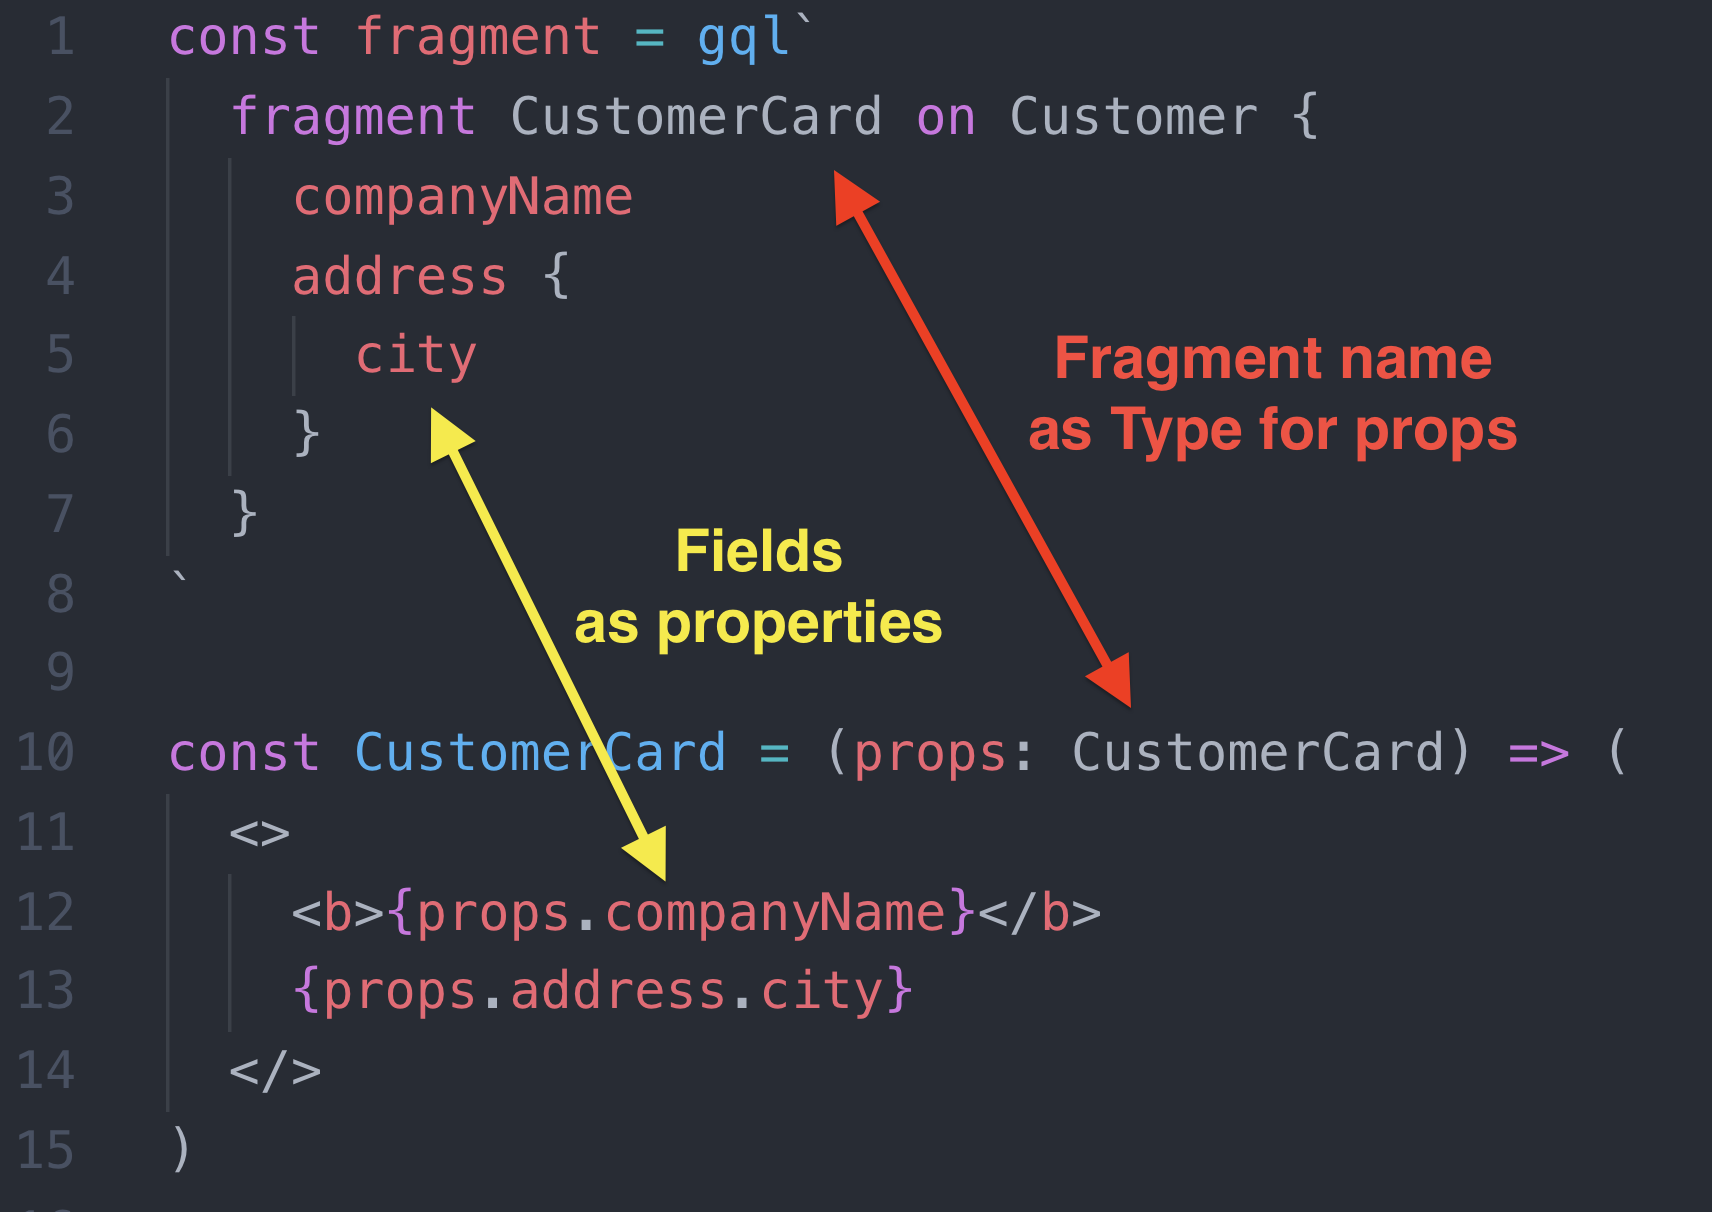 1 const fragment = gql`
2 fragment CustomerCard on Customer {
3 companyName
4 address {
5 city
6 }
7 }
8 `
9
10 const CustomerCard = (props: CustomerCard) => (
11 <>
12 <b>{props.companyName}</b>
13 {props.address.city}
14 </>
15 )
Fragment name
as Type for props
Fields
as properties